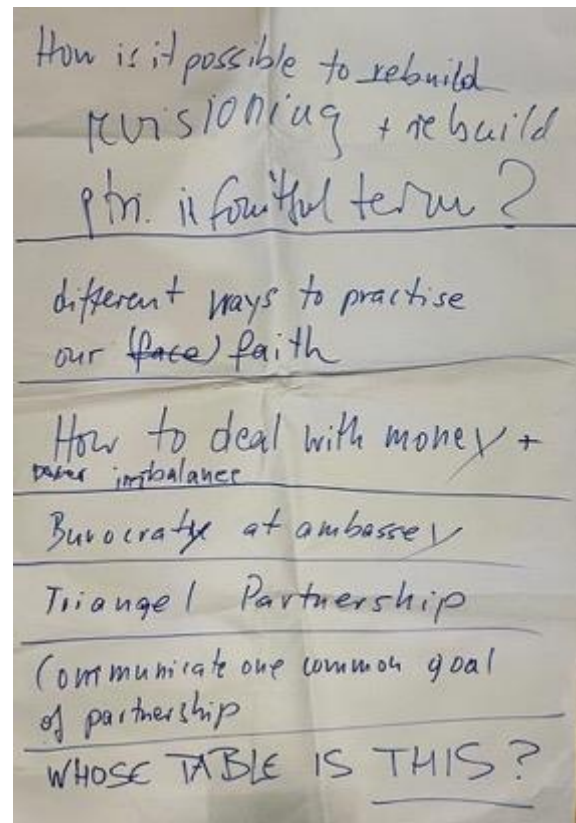 How is it possible to rebuild
revisioning + rebuild
ptn. in fruitful term?
different ways to practise
our (face) faith
How to deal with money +
power imbalance
Burocraty at ambassey
Triangel Partnership
Communicate one common goal
of partnership
WHOSE TABLE IS THIS?